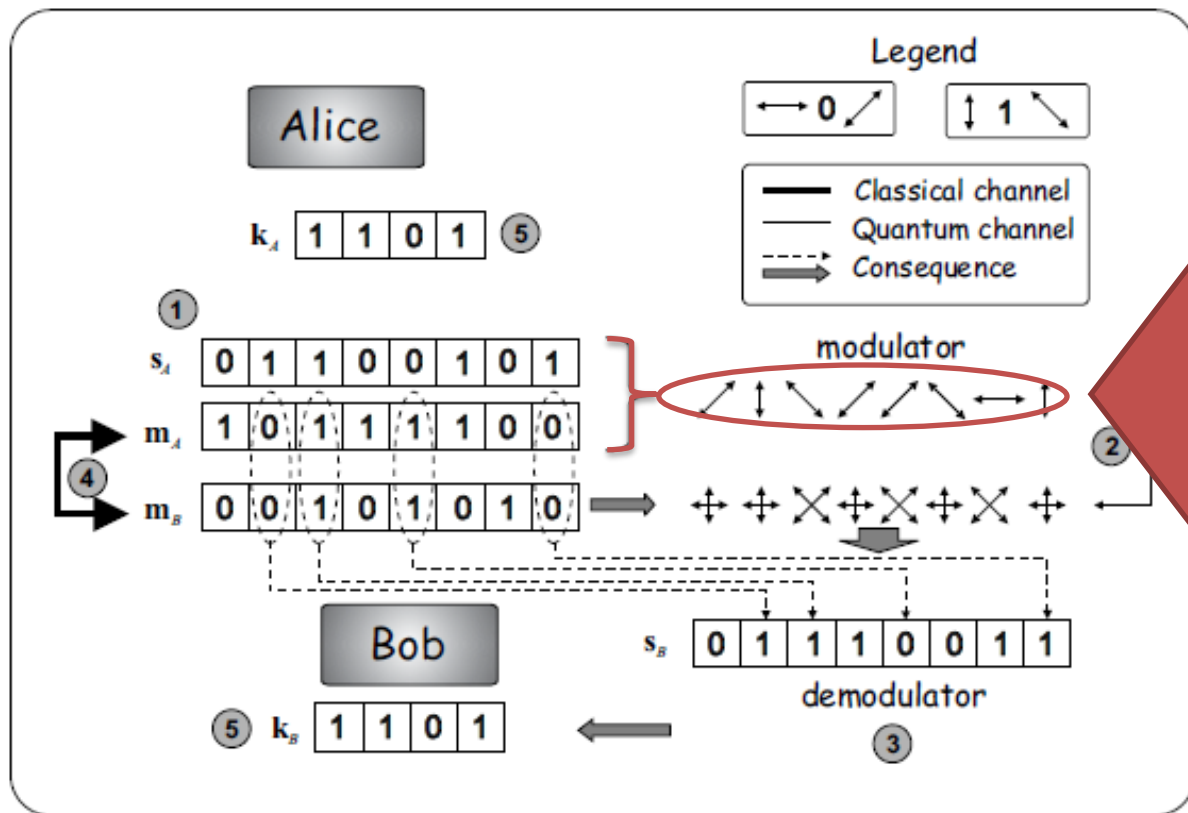 Legend
0
1
Alice
Classical channel
Quantum channel
Consequence
k_A 1 1 0 1 5
1
s_A 0 1 1 0 0 1 0 1
modulator
m_A 1 0 1 1 1 1 0 0
2
4
m_B 0 0 1 0 1 0 1 0
Bob
s_B 0 1 1 1 0 0 1 1
demodulator
5 k_B 1 1 0 1
3